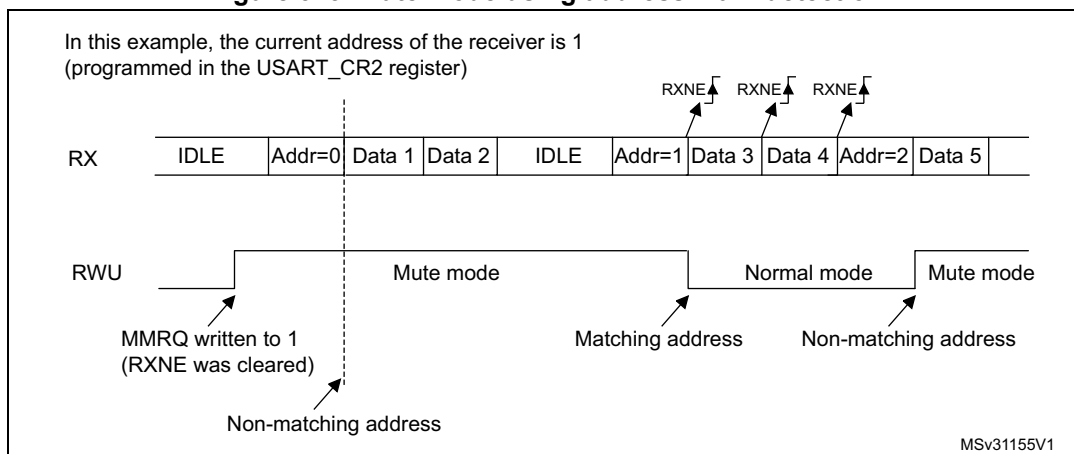 In this example, the current address of the receiver is 1
(programmed in the USART_CR2 register)
RXNE RXNE RXNE
RX IDLE Addr=0 Data 1 Data 2 IDLE Addr=1 Data 3 Data 4 Addr=2 Data 5
RWU Mute mode Normal mode Mute mode
MMRQ written to 1 Matching address Non-matching address
(RXNE was cleared)
Non-matching address
MSv31155V1